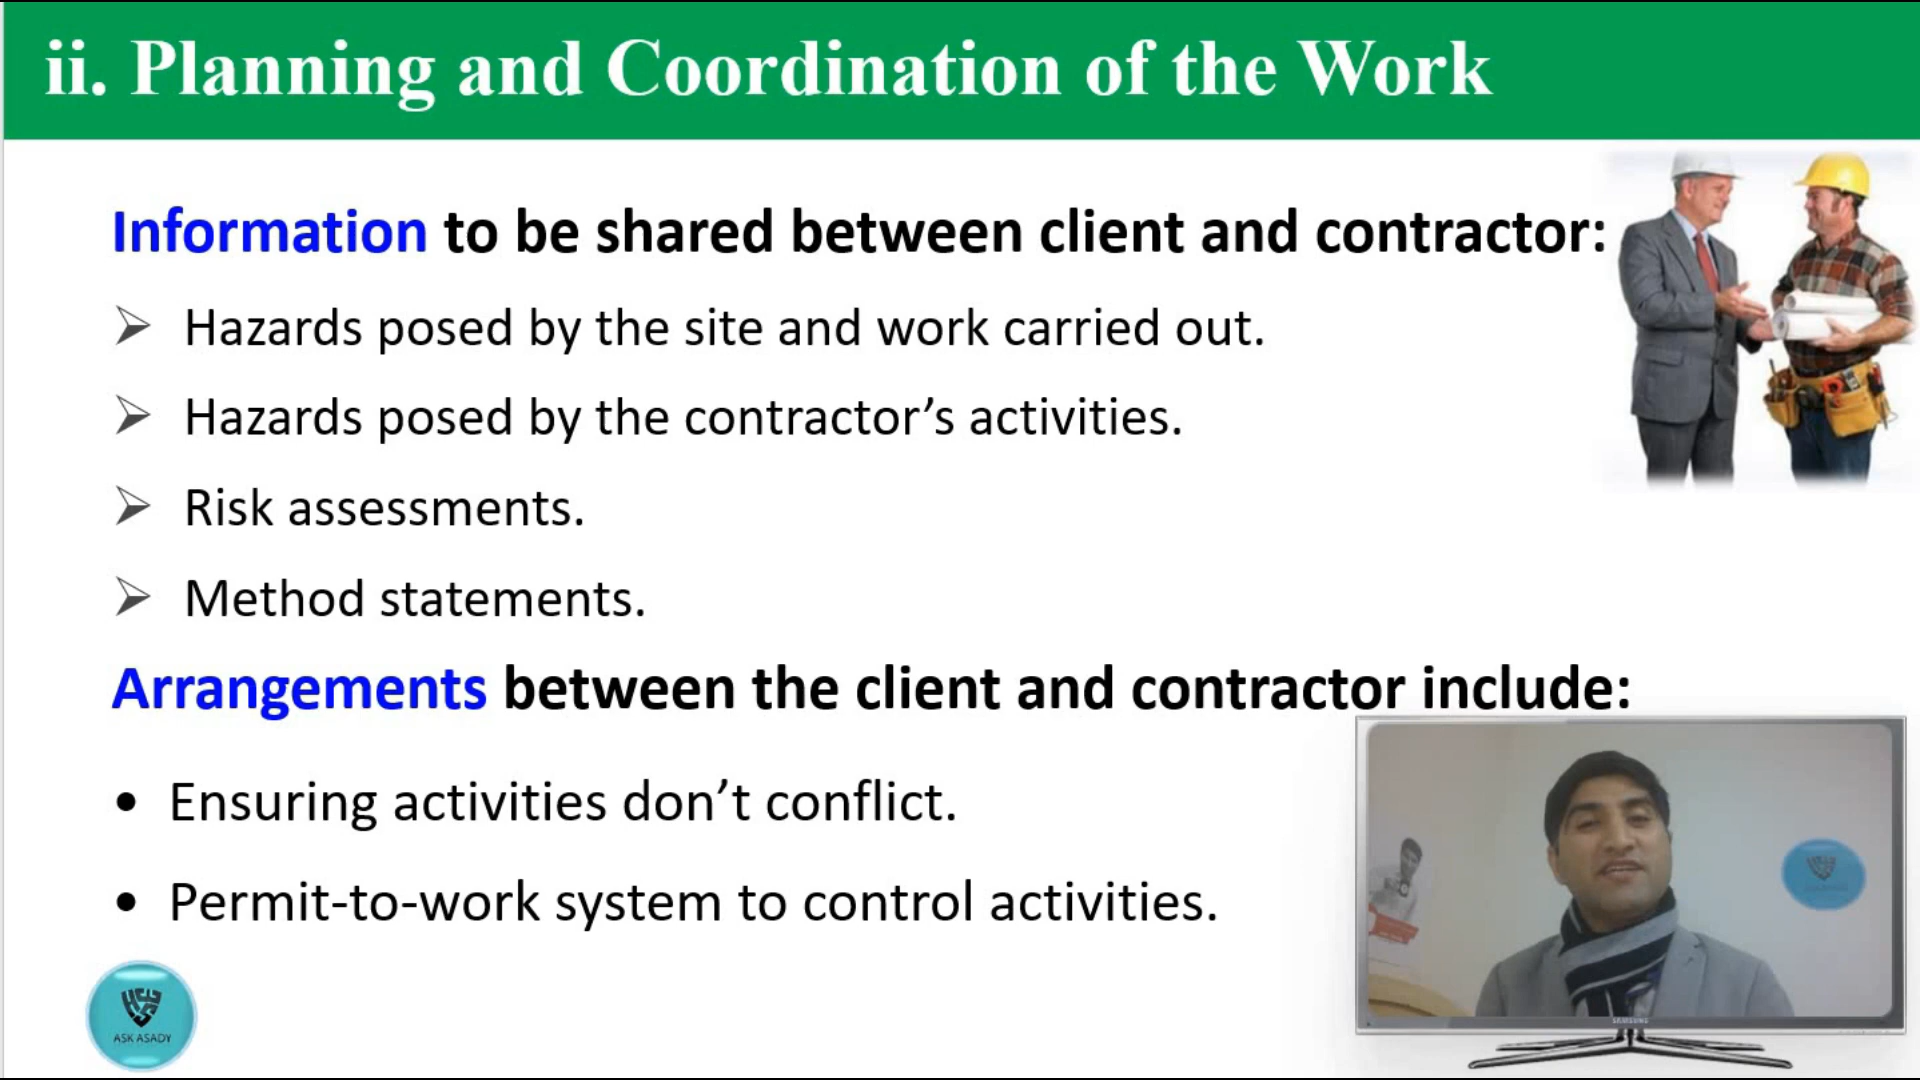 ii. Planning and Coordination of the Work
Information to be shared between client and contractor:
Hazards posed by the site and work carried out.
Hazards posed by the contractor’s activities.
Risk assessments.
Method statements.
Arrangements between the client and contractor include:
• Ensuring activities don’t conflict.
• Permit-to-work system to control activities.
ASK ASADY
SAMSUNG